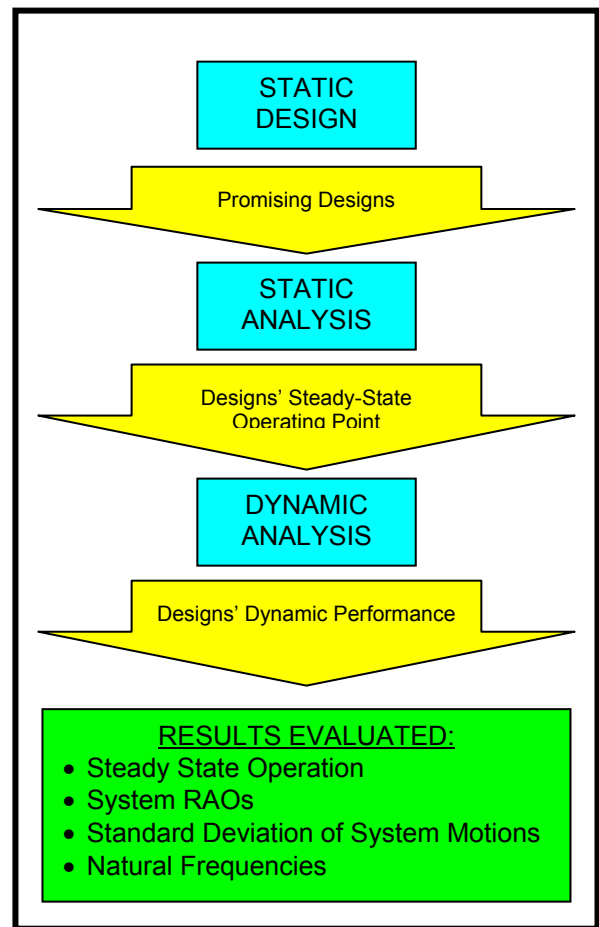 STATIC
DESIGN
Promising Designs
STATIC
ANALYSIS
Designs' Steady-State
Operating Point
DYNAMIC
ANALYSIS
Designs' Dynamic Performance
RESULTS EVALUATED:
• Steady State Operation
• System RAOs
• Standard Deviation of System Motions
• Natural Frequencies